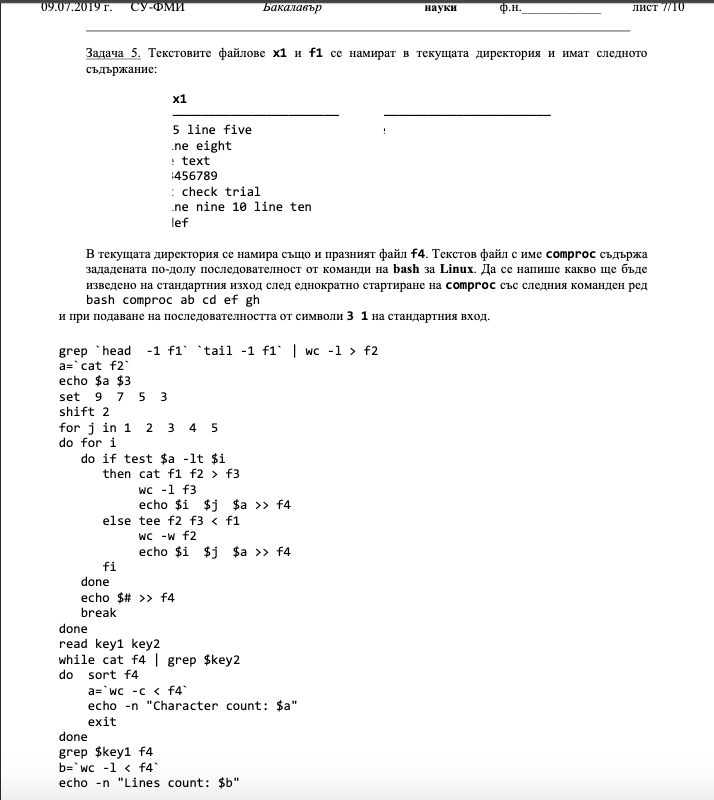 09.07.2019 г. СУ-ФМИ Бакалавър науки ф.н.____________ лист 7/10
Задача 5. Текстовите файлове x1 и f1 се намират в текущата директория и имат следното
съдържание:
x1
5 line five
ne eight
text
456789
check trial
ne nine 10 line ten
ef
В текущата директория се намира също и празният файл f4. Текстов файл с име comproc съдържа
зададената по-долу последователност от команди на bash за Linux. Да се напише какво ще бъде
изведено на стандартния изход след еднократно стартиране на comproc със следния команден ред
bash comproc ab cd ef gh
и при подаване на последователността от символи 3 1 на стандартния вход.
grep `head -1 f1` `tail -1 f1` | wc -l > f2
a=`cat f2`
echo $a $3
set 9 7 5 3
shift 2
for j in 1 2 3 4 5
do for i
do if test $a -lt $i
then cat f1 f2 > f3
wc -l f3
echo $i $j $a >> f4
else tee f2 f3 < f1
wc -w f2
echo $i $j $a >> f4
fi
done
echo $# >> f4
break
done
read key1 key2
while cat f4 | grep $key2
do sort f4
a=`wc -c < f4`
echo -n "Character count: $a"
exit
done
grep $key1 f4
b=`wc -l < f4`
echo -n "Lines count: $b"